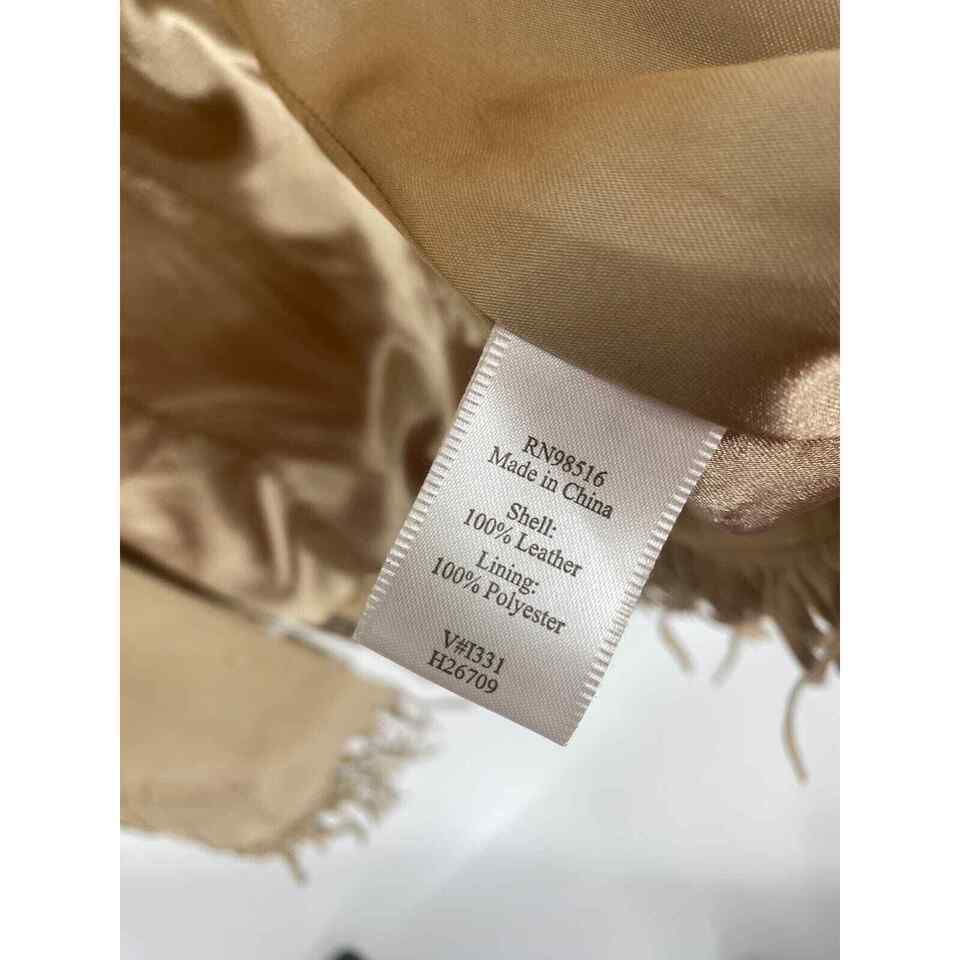 RN98516
Made in China
Shell:
100% Leather
Lining:
100% Polyester
V#I331
H26709